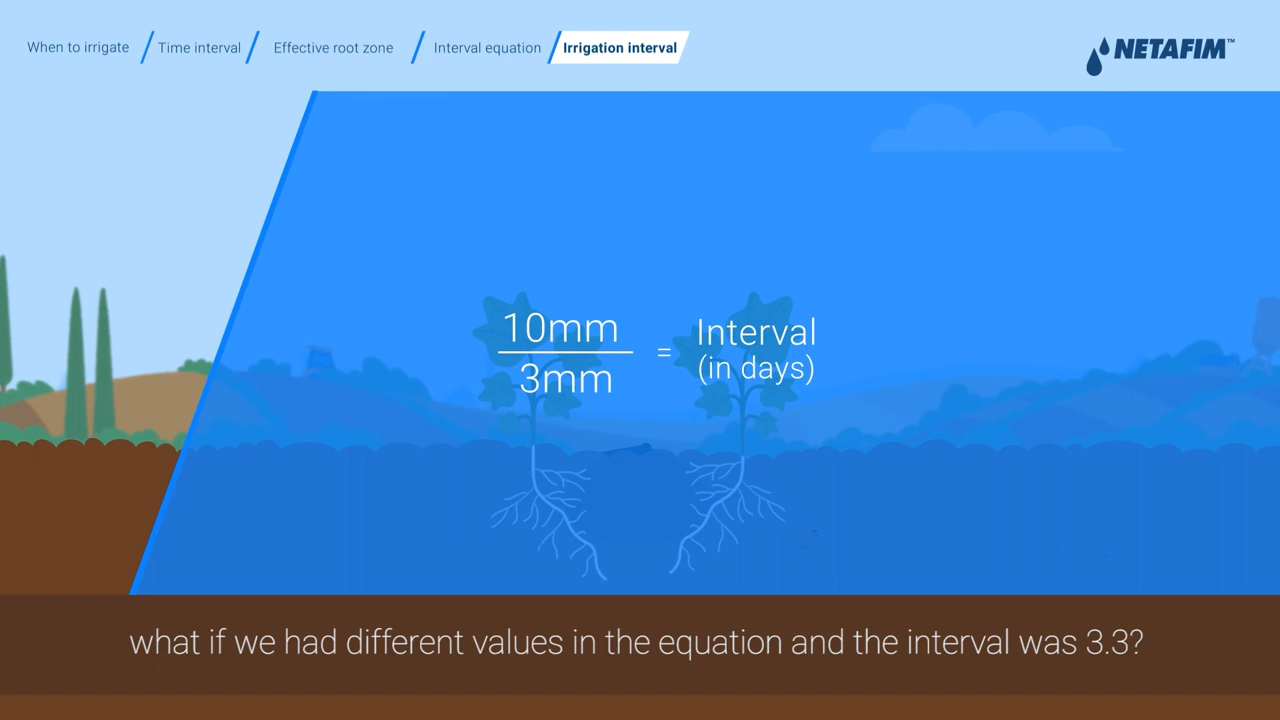 When to irrigate
Time interval
Effective root zone
Interval equation
Irrigation interval
NETAFIM™
10mm
3mm
=
Interval
(in days)
what if we had different values in the equation and the interval was 3.3?